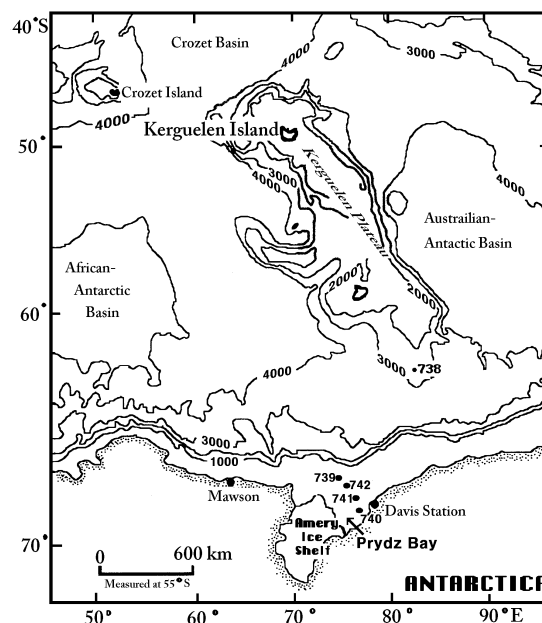 40°S
Crozet Basin
4000
3000
Crozet Island
4000
Kerguelen Island
50°
3000
4000
Kerguelen Plateau
4000
Austrailian-
Antactic Basin
African-
Antarctic
Basin
2000
2000
60°
3000
738
4000
3000
1000
739
742
Mawson
741
740
Davis Station
Amery
Ice
Shelf
Prydz Bay
70°
0 600 km
Measured at 55°S
ANTARCTICA
50° 60° 70° 80° 90°E